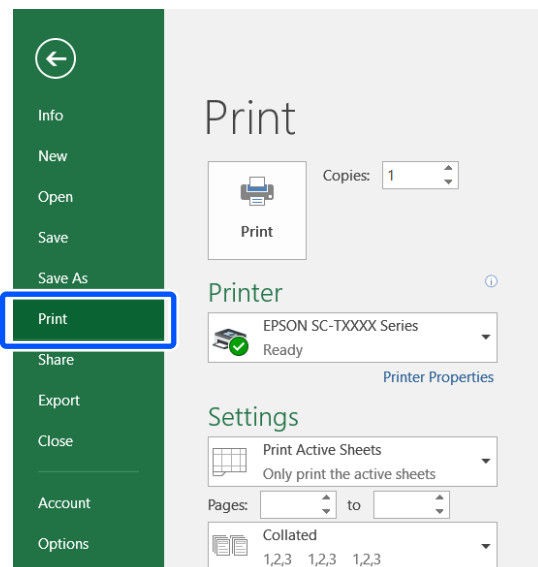 Info
New
Open
Save
Save As
Print
Share
Export
Close
Account
Options
Print
Print
Copies: 1
Printer
EPSON SC-TXXXX Series
Ready
Printer Properties
Settings
Print Active Sheets
Only print the active sheets
Pages: to
Collated
1,2,3 1,2,3 1,2,3